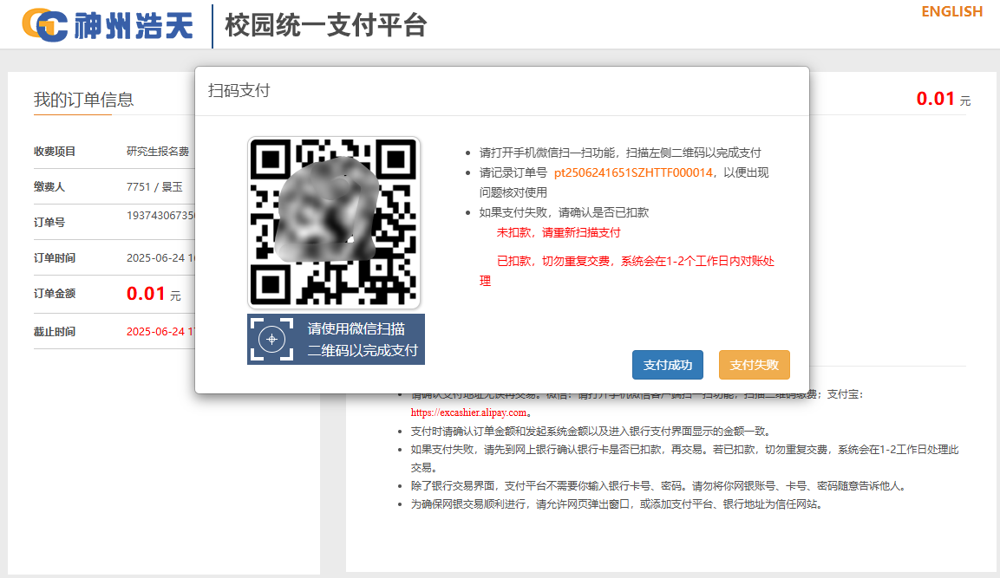 神州浩天 校园统一支付平台
ENGLISH
我的订单信息
0.01 元
收费项目 研究生报名费
缴费人 7751 / 景玉
订单号 1937430673
订单时间 2025-06-24 1
订单金额 0.01 元
截止时间 2025-06-24 1
扫码支付
请打开手机微信扫一扫功能，扫描左侧二维码以完成支付
请记录订单号 pt2506241651SZHTTF000014，以便出现
问题核对使用
如果支付失败，请确认是否已扣款
未扣款，请重新扫描支付
已扣款，切勿重复交费，系统会在1-2个工作日内对账处
理
请使用微信扫描
二维码以完成支付
支付成功 支付失败
请确认支付地址无误再交易。微信：请打开手机微信客户端扫一扫功能，扫描二维码缴费；支付宝：
https://excashier.alipay.com。
支付时请确认订单金额和发起系统金额以及进入银行支付界面显示的金额一致。
如果支付失败，请先到网上银行确认银行卡是否已扣款，再交易。若已扣款，切勿重复交费，系统会在1-2工作日处理此
交易。
除了银行交易界面，支付平台不需要你输入银行卡号、密码。请勿将你网银账号、卡号、密码随意告诉他人。
为确保网银交易顺利进行，请允许网页弹出窗口，或添加支付平台、银行地址为信任网站。